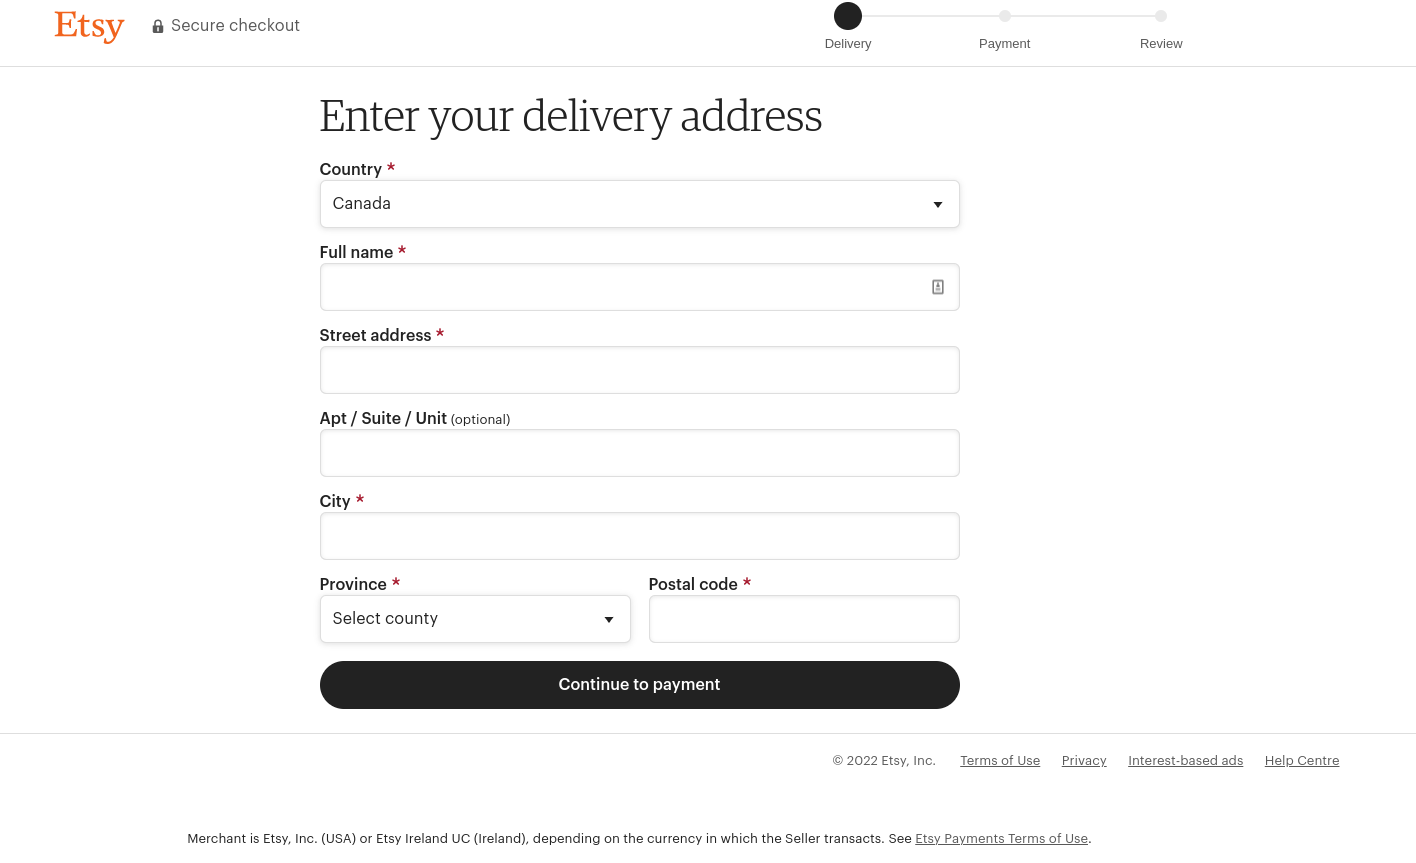 Etsy Secure checkout
Delivery Payment Review
Enter your delivery address
Country *
Canada
Full name *
Street address *
Apt / Suite / Unit (optional)
City *
Province * Postal code *
Select county
Continue to payment
© 2022 Etsy, Inc. Terms of Use Privacy Interest-based ads Help Centre
Merchant is Etsy, Inc. (USA) or Etsy Ireland UC (Ireland), depending on the currency in which the Seller transacts. See Etsy Payments Terms of Use.